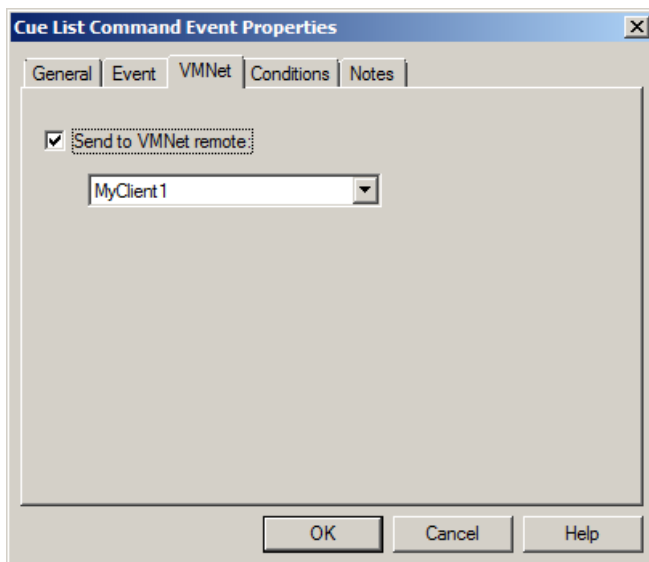 Cue List Command Event Properties
General Event VMNet Conditions Notes
Send to VMNet remote:
MyClient1
OK Cancel Help